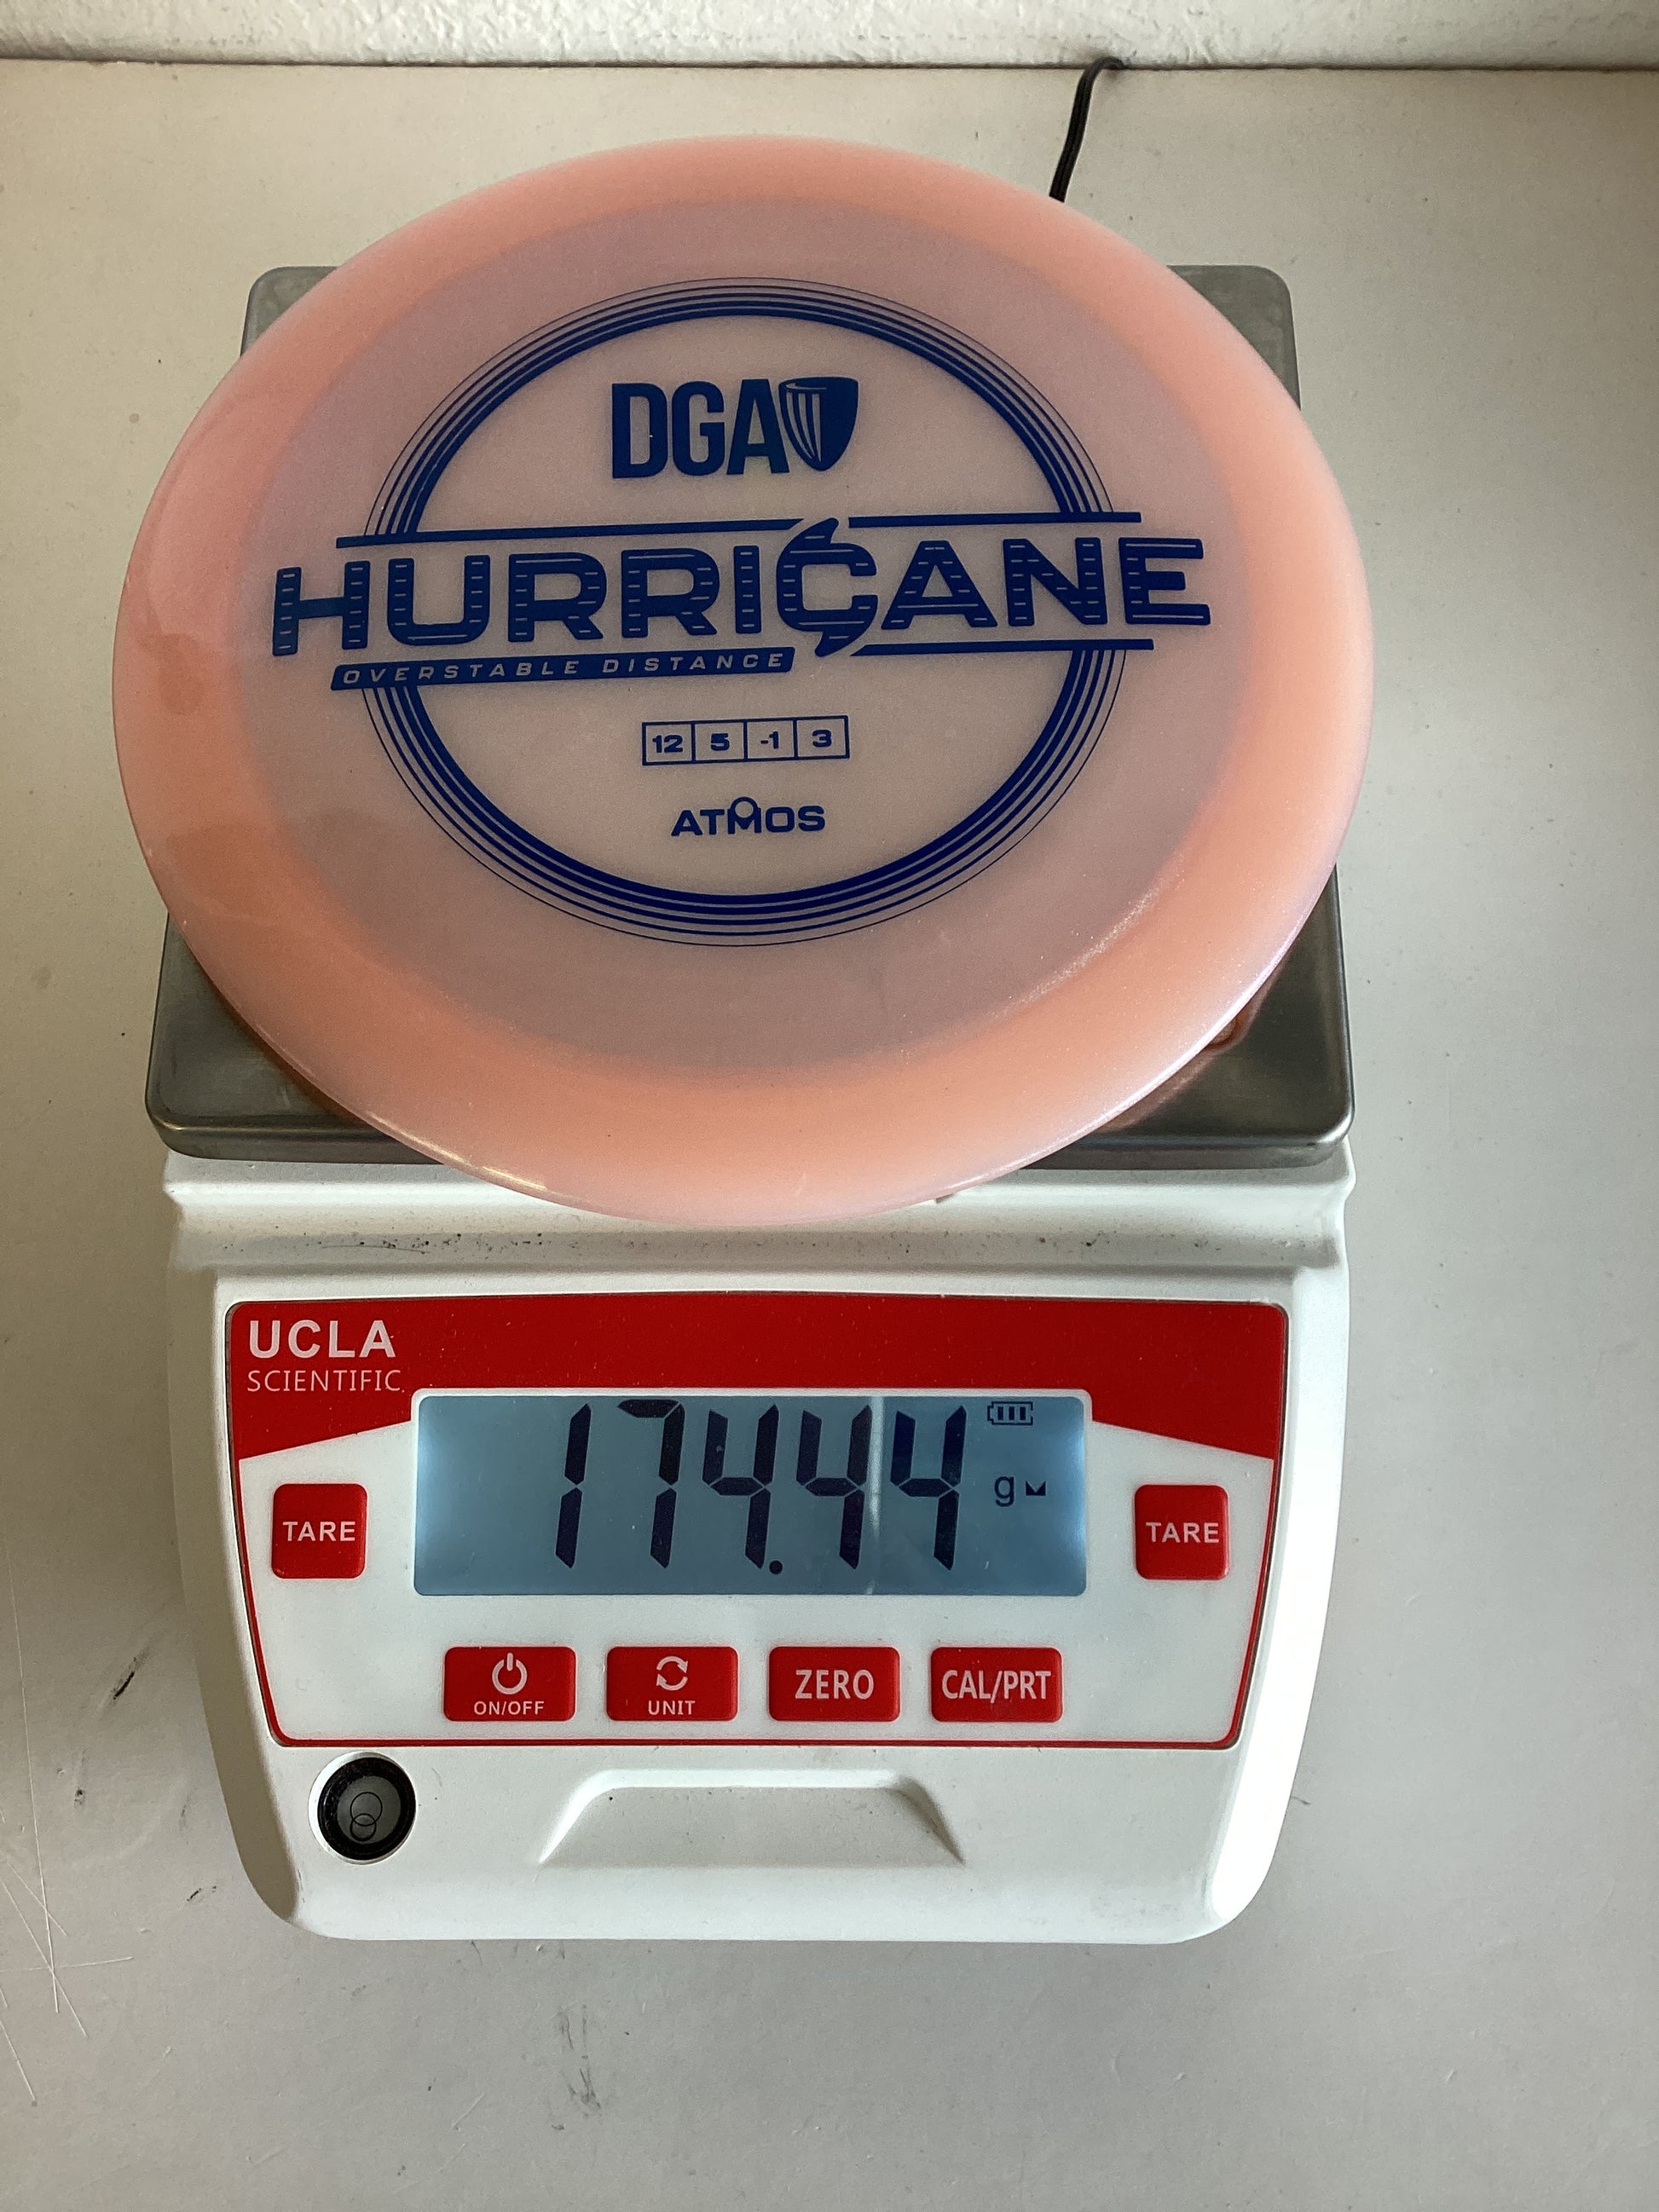 DGA
HURRICANE
OVERSTABLE DISTANCE
12 5 -1 3
ATMOS
UCLA
SCIENTIFIC
174.44 g
TARE
TARE
ON/OFF
UNIT
ZERO
CAL/PRT